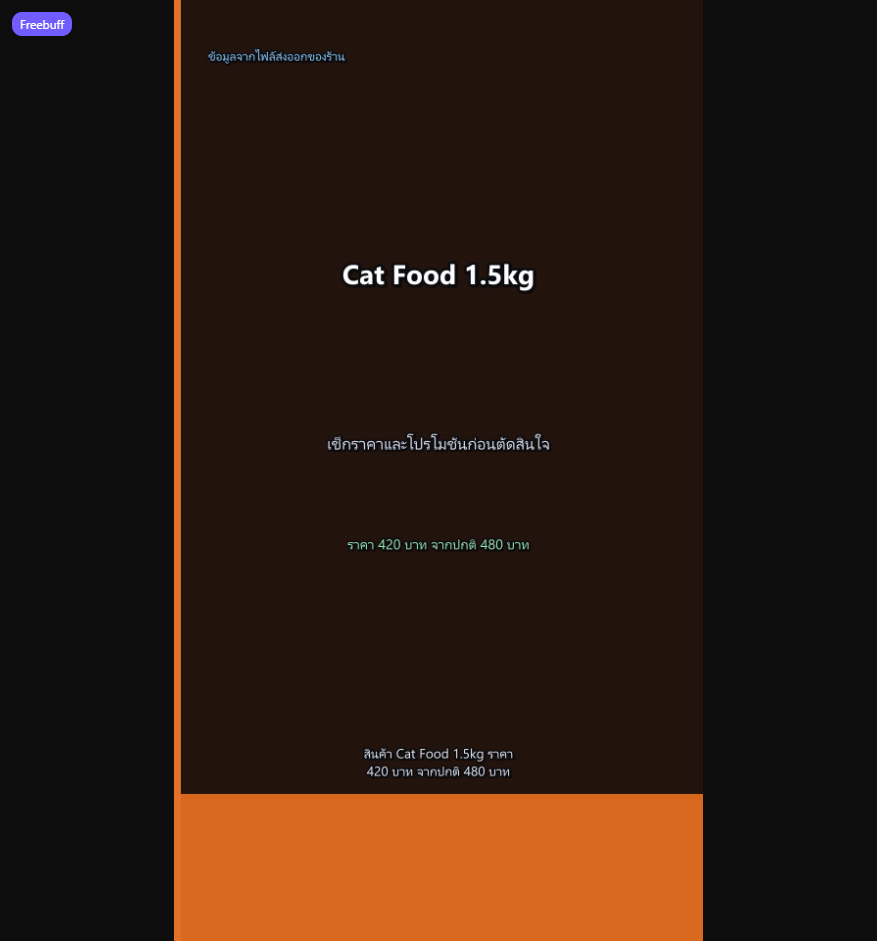 Freebuff
ข้อมูลจากไฟล์ส่งออกของร้าน
Cat Food 1.5kg
เช็กราคาและโปรโมชันก่อนตัดสินใจ
ราคา 420 บาท จากปกติ 480 บาท
สินค้า Cat Food 1.5kg ราคา
420 บาท จากปกติ 480 บาท